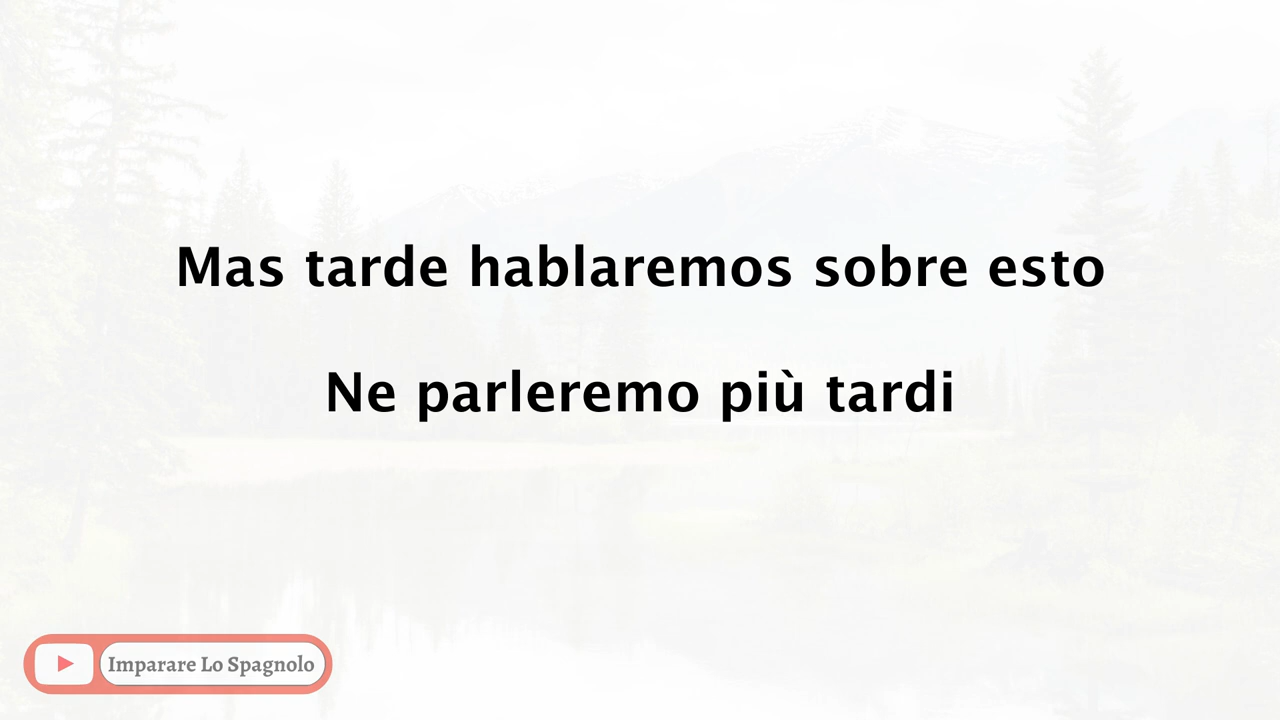 Mas tarde hablaremos sobre esto
Ne parleremo più tardi
Imparare Lo Spagnolo